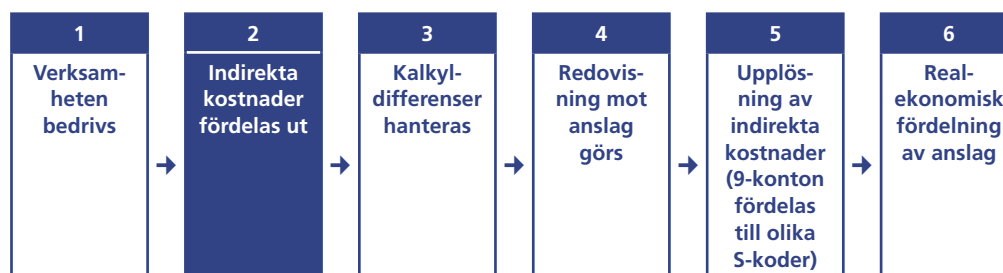 1
Verksam-
heten
bedrivs
2
Indirekta
kostnader
fördelas ut
3
Kalkyl-
differenser
hanteras
4
Redovis-
ning mot
anslag
görs
5
Upplös-
ning av
indirekta
kostnader
(9-konton
fördelas
till olika
S-koder)
6
Real-
ekonomisk
fördelning
av anslag